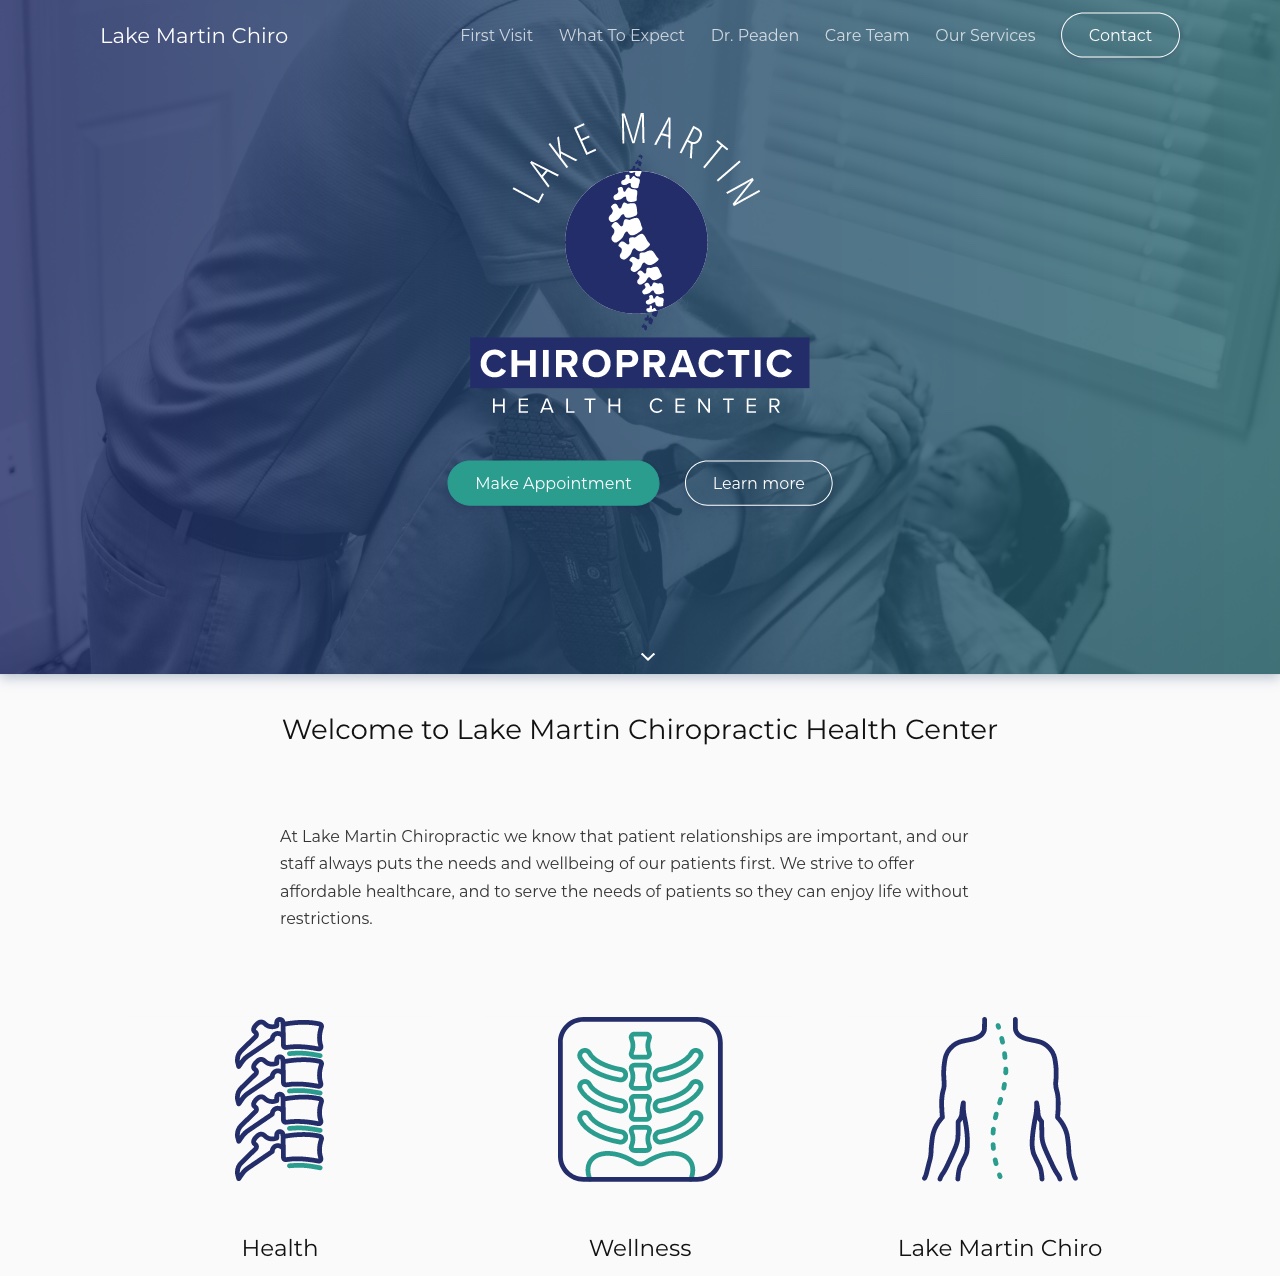 Lake Martin Chiro
First Visit
What To Expect
Dr. Peaden
Care Team
Our Services
Contact
LAKE MARTIN
CHIROPRACTIC
HEALTH CENTER
Make Appointment
Learn more
Welcome to Lake Martin Chiropractic Health Center
At Lake Martin Chiropractic we know that patient relationships are important, and our
staff always puts the needs and wellbeing of our patients first. We strive to offer
affordable healthcare, and to serve the needs of patients so they can enjoy life without
restrictions.
Health
Wellness
Lake Martin Chiro